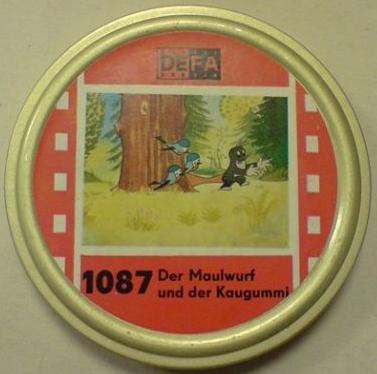 DEFA
1087 Der Maulwurf
und der Kaugummi